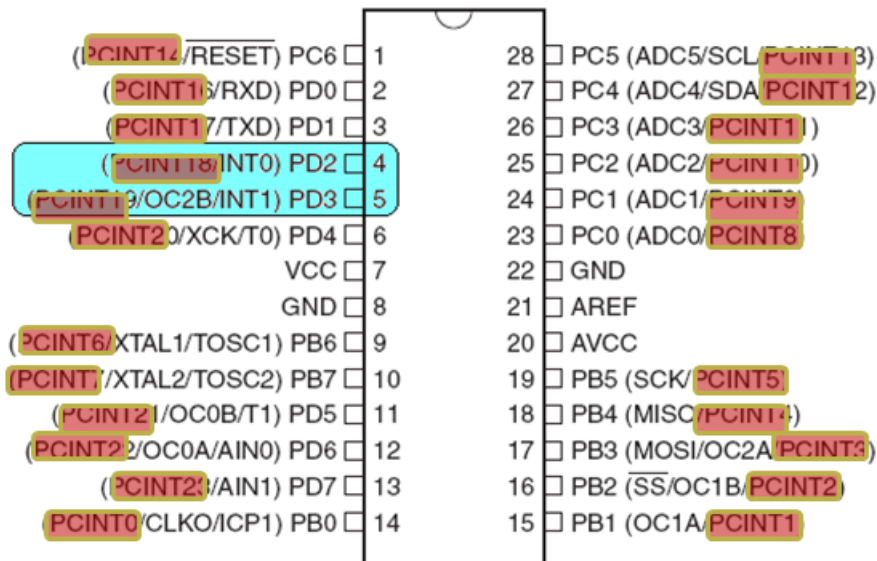 (PCINT14/RESET) PC6 1
(PCINT16/RXD) PD0 2
(PCINT17/TXD) PD1 3
(PCINT18/INT0) PD2 4
(PCINT19/OC2B/INT1) PD3 5
(PCINT20/XCK/T0) PD4 6
VCC 7
GND 8
(PCINT6/XTAL1/TOSC1) PB6 9
(PCINT7/XTAL2/TOSC2) PB7 10
(PCINT21/OC0B/T1) PD5 11
(PCINT22/OC0A/AIN0) PD6 12
(PCINT23/AIN1) PD7 13
(PCINT0/CLKO/ICP1) PB0 14
28 PC5 (ADC5/SCL/PCINT13)
27 PC4 (ADC4/SDA/PCINT12)
26 PC3 (ADC3/PCINT11)
25 PC2 (ADC2/PCINT10)
24 PC1 (ADC1/PCINT9)
23 PC0 (ADC0/PCINT8)
22 GND
21 AREF
20 AVCC
19 PB5 (SCK/PCINT5)
18 PB4 (MISO/PCINT4)
17 PB3 (MOSI/OC2A/PCINT3)
16 PB2 (SS/OC1B/PCINT2)
15 PB1 (OC1A/PCINT1)